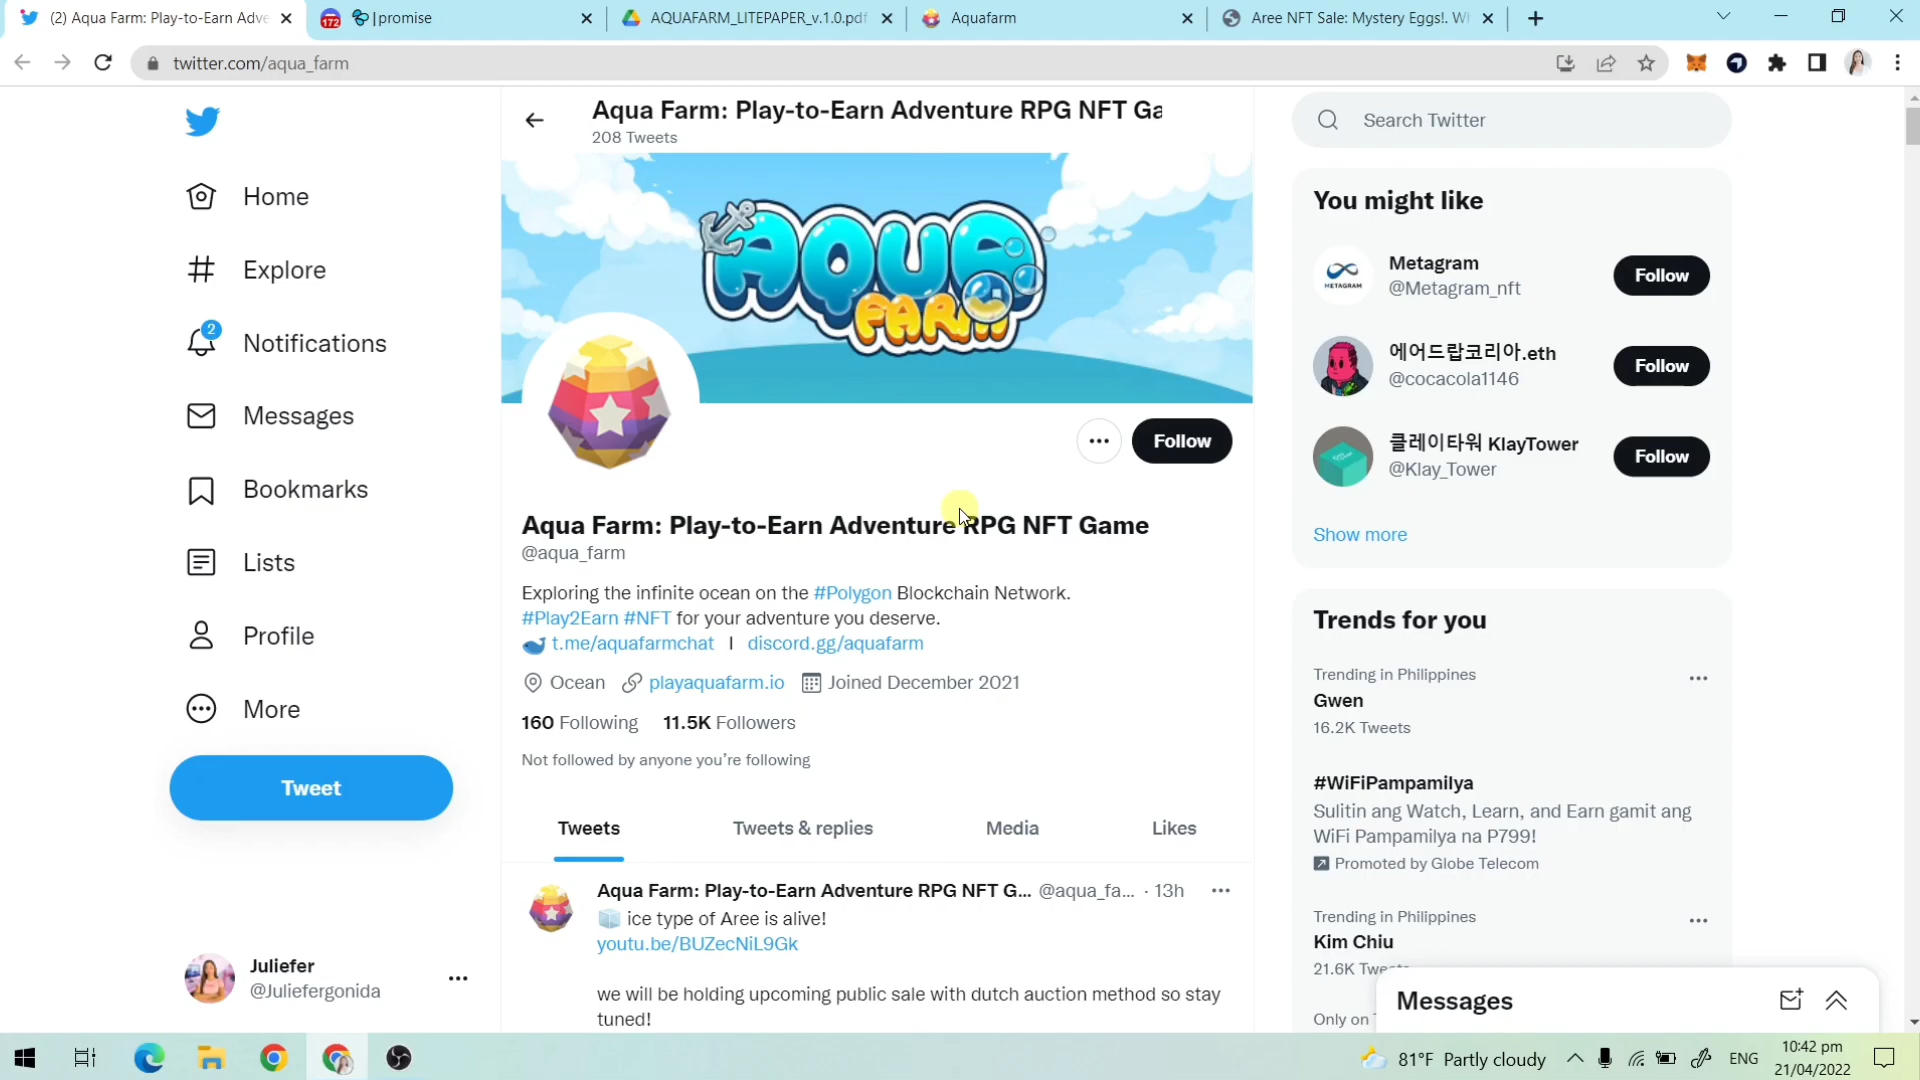 (2) Aqua Farm: Play-to-Earn Adve
172
|promise
AQUAFARM_LITEPAPER_v.1.0.pdf
Aquafarm
Aree NFT Sale: Mystery Eggs!. W
twitter.com/aqua_farm
Aqua Farm: Play-to-Earn Adventure RPG NFT Ga
208 Tweets
Search Twitter
Home
Explore
2
Notifications
Messages
Bookmarks
Lists
Profile
More
Tweet
Juliefer
@Juliefergonida
AQUA
FARM
Follow
Aqua Farm: Play-to-Earn Adventure RPG NFT Game
@aqua_farm
Exploring the infinite ocean on the #Polygon Blockchain Network.
#Play2Earn #NFT for your adventure you deserve.
t.me/aquafarmchat l discord.gg/aquafarm
Ocean playaquafarm.io Joined December 2021
160 Following 11.5K Followers
Not followed by anyone you're following
Tweets Tweets & replies Media Likes
Aqua Farm: Play-to-Earn Adventure RPG NFT G... @aqua_fa... · 13h
ice type of Aree is alive!
youtu.be/BUZecNiL9Gk
we will be holding upcoming public sale with dutch auction method so stay
tuned!
You might like
METAGRAM
Metagram
@Metagram_nft
Follow
에어드랍코리아.eth
@cocacola1146
Follow
클레이타워 KlayTower
@Klay_Tower
Follow
Show more
Trends for you
Trending in Philippines
Gwen
16.2K Tweets
#WiFiPampamilya
Sulitin ang Watch, Learn, and Earn gamit ang
WiFi Pampamilya na P799!
Promoted by Globe Telecom
Trending in Philippines
Kim Chiu
21.6K Tweets
Only on
Messages
81°F Partly cloudy
ENG
10:42 pm
21/04/2022